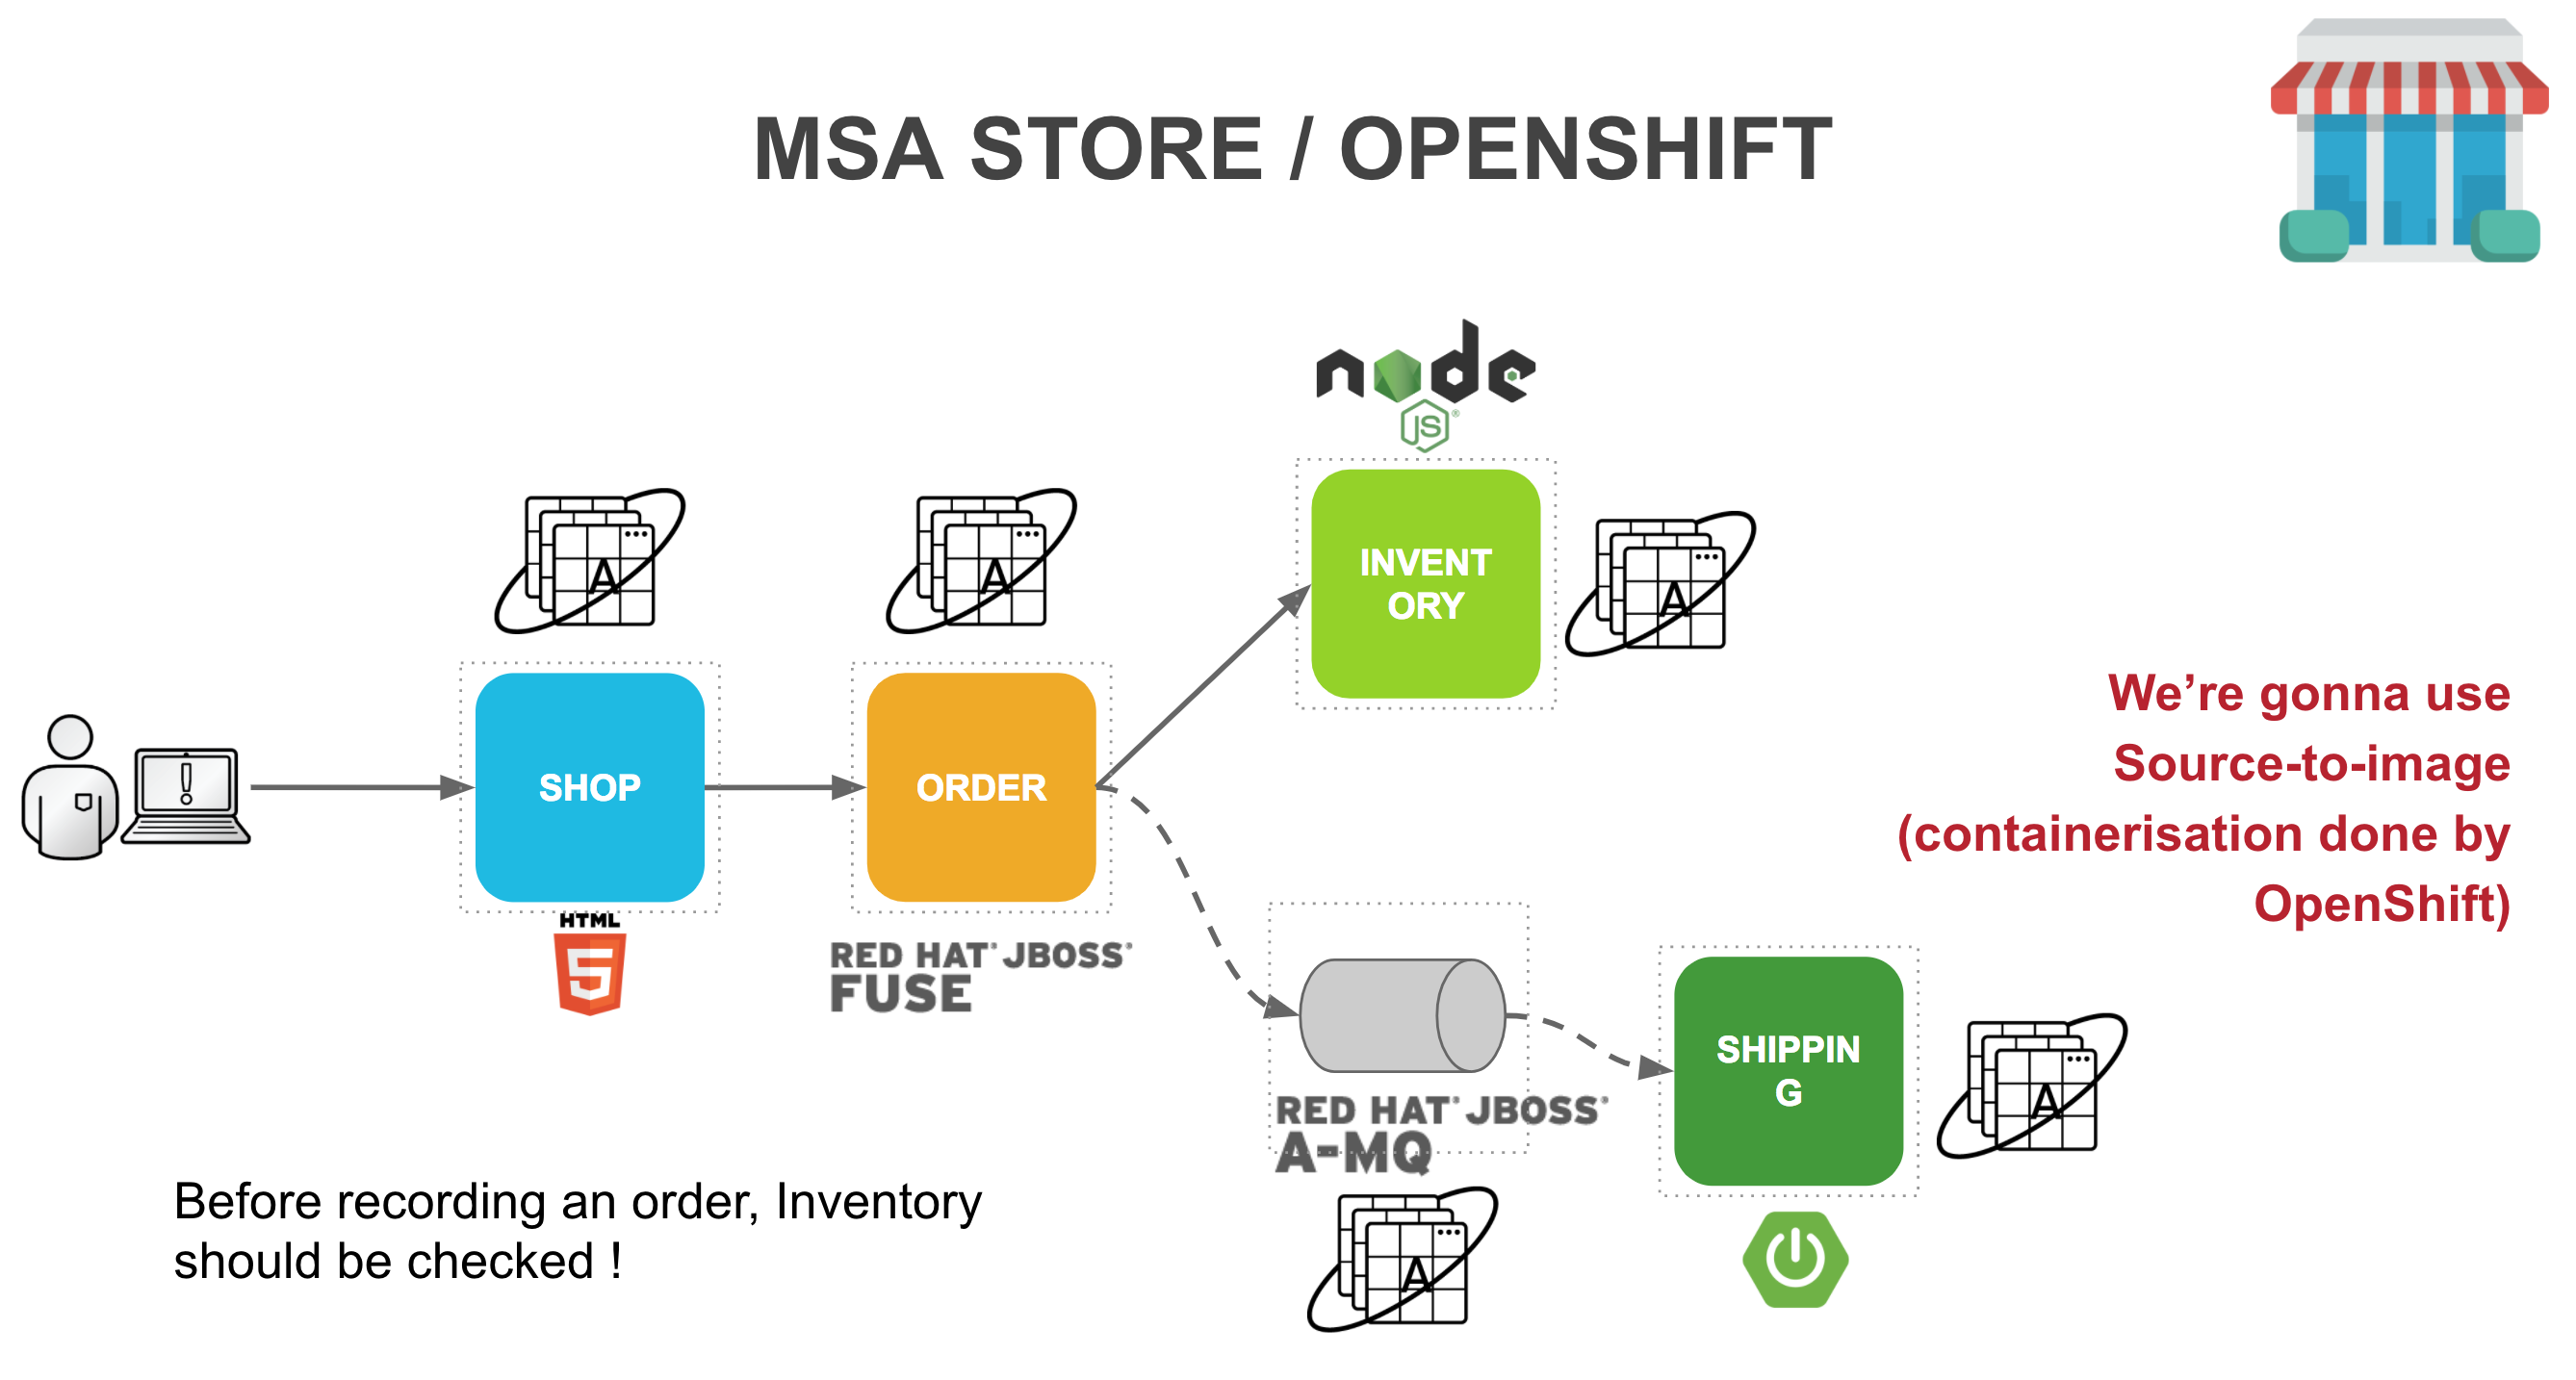 MSA STORE / OPENSHIFT
node
JS®
INVENT
ORY
A
A
A
We’re gonna use
Source-to-image
(containerisation done by
OpenShift)
!
SHOP
ORDER
HTML
5
RED HAT® JBOSS®
FUSE
RED HAT® JBOSS®
A-MQ
SHIPPIN
G
A
A
Before recording an order, Inventory
should be checked !